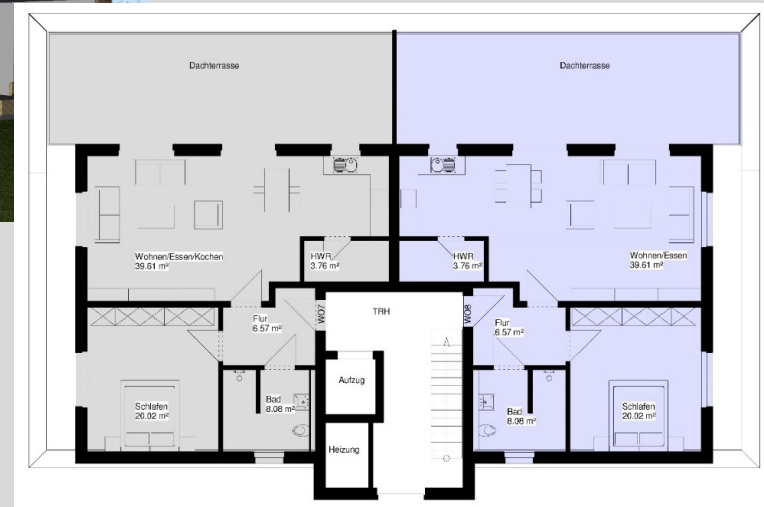 Dachterrasse
Dachterrasse
Wohnen/Essen/Kochen
39.61 m²
HWR
3.76 m²
HWR
3.76 m²
Wohnen/Essen
39.61 m²
Flur
6.57 m²
WO7
TRH
WO8
Flur
6.57 m²
Aufzug
Schlafen
20.02 m²
Bad
8.08 m²
Bad
8.08 m²
Schlafen
20.02 m²
Heizung